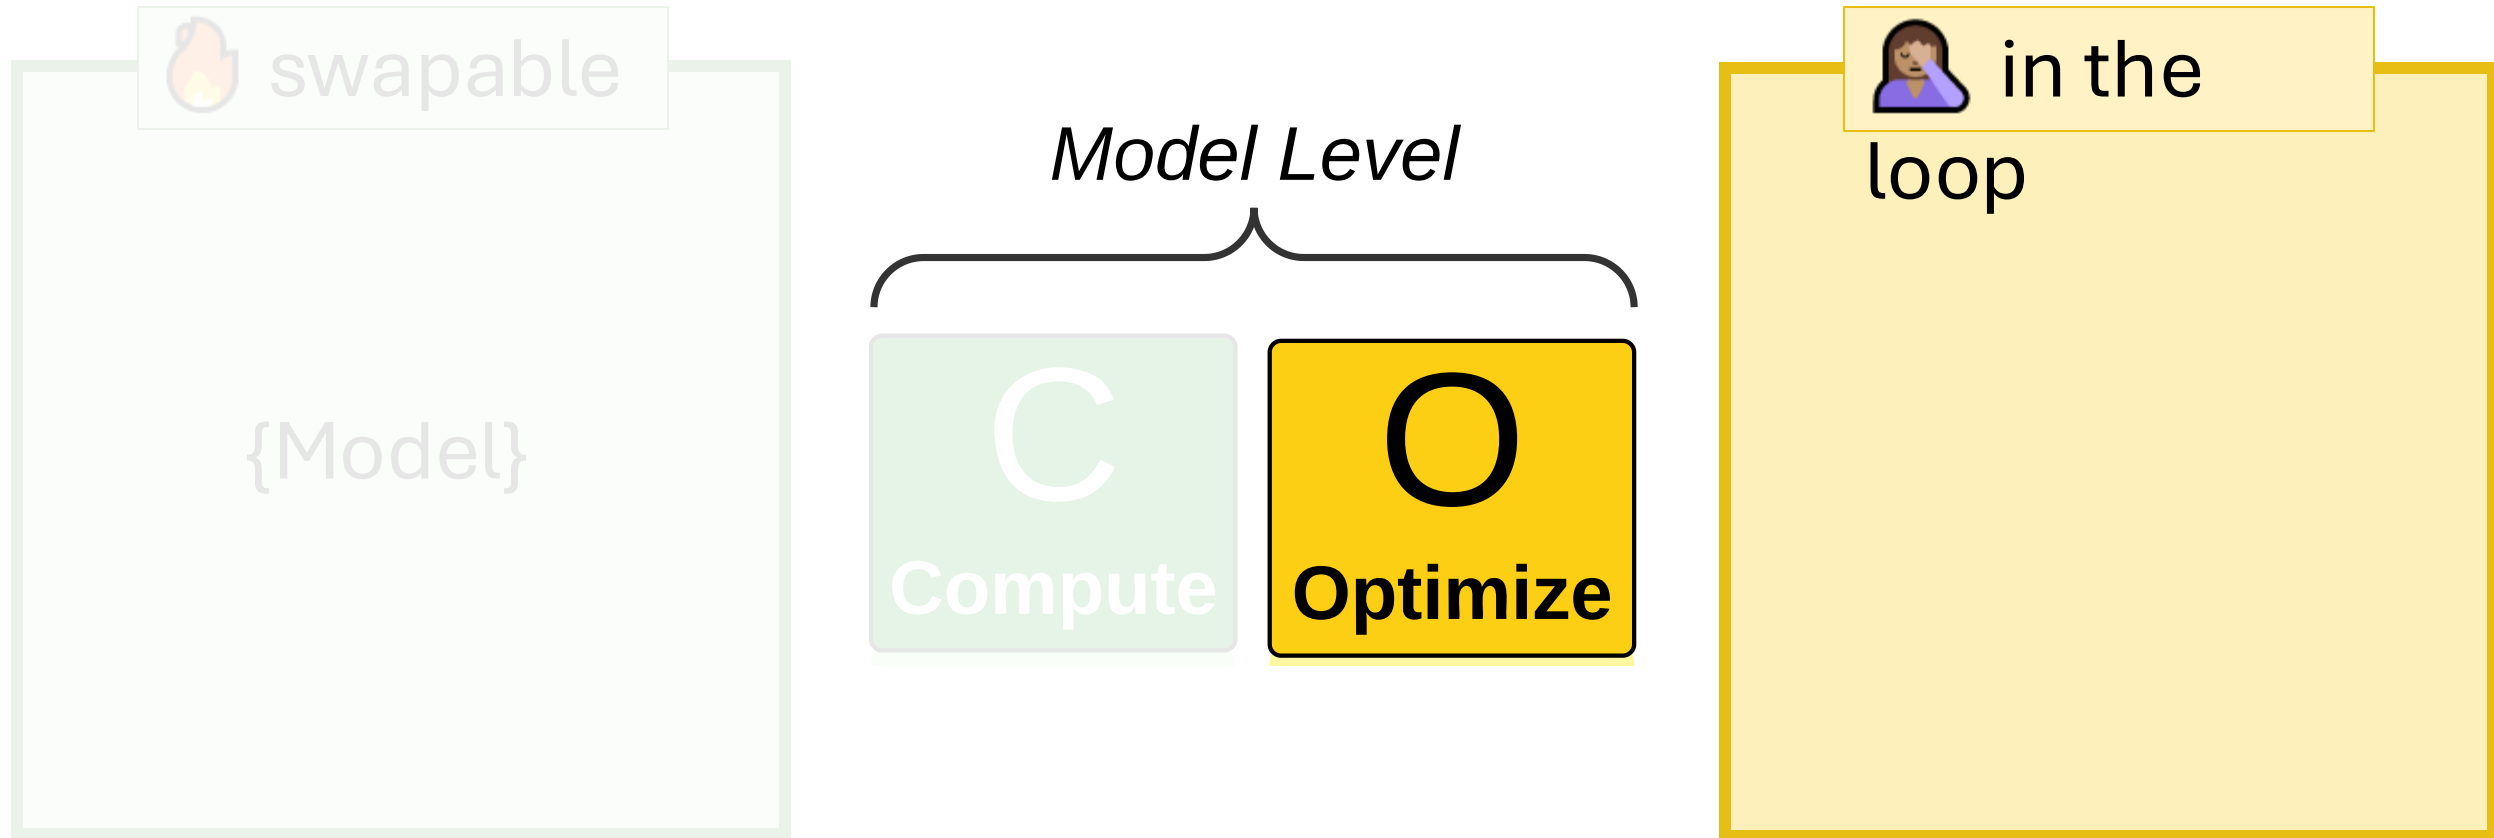 swapable
in the
loop
Model Level
{Model}
C
Compute
O
Optimize